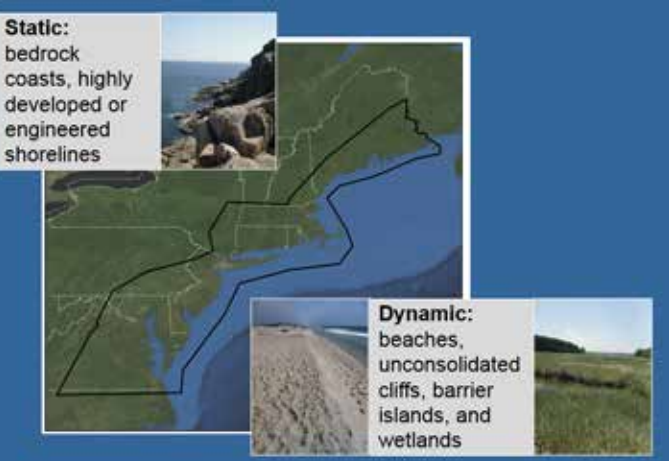 Static:
bedrock
coasts, highly
developed or
engineered
shorelines
Dynamic:
beaches,
unconsolidated
cliffs, barrier
islands, and
wetlands